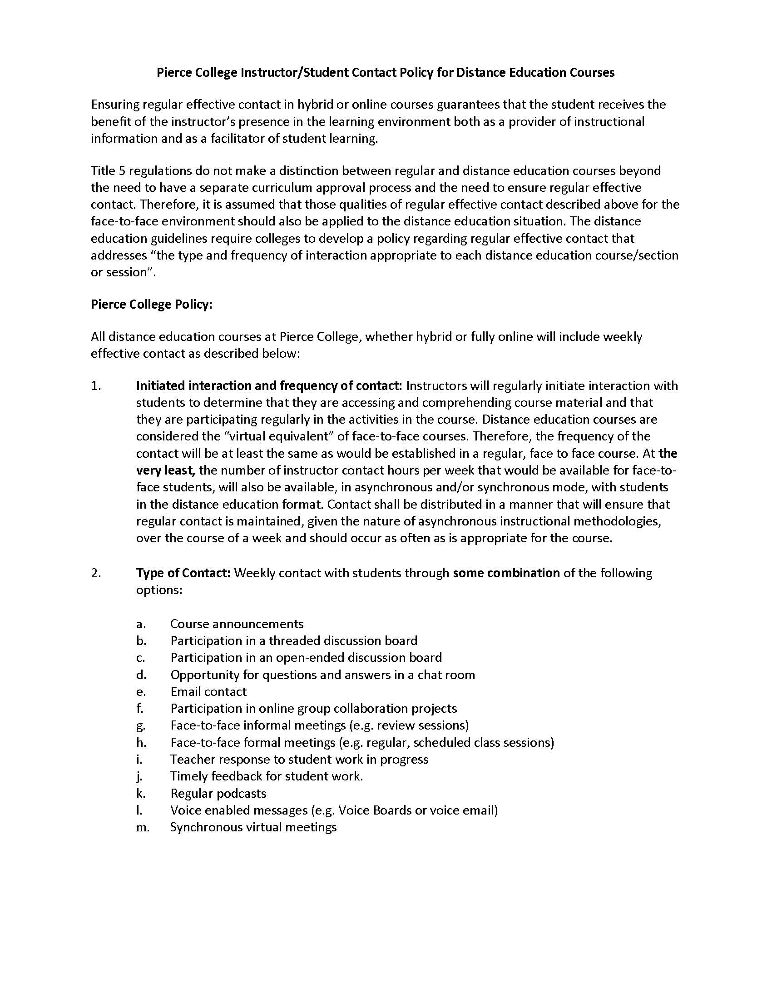 Pierce College Instructor/Student Contact Policy for Distance Education Courses
Ensuring regular effective contact in hybrid or online courses guarantees that the student receives the
benefit of the instructor’s presence in the learning environment both as a provider of instructional
information and as a facilitator of student learning.
Title 5 regulations do not make a distinction between regular and distance education courses beyond
the need to have a separate curriculum approval process and the need to ensure regular effective
contact. Therefore, it is assumed that those qualities of regular effective contact described above for the
face-to-face environment should also be applied to the distance education situation. The distance
education guidelines require colleges to develop a policy regarding regular effective contact that
addresses “the type and frequency of interaction appropriate to each distance education course/section
or session”.
Pierce College Policy:
All distance education courses at Pierce College, whether hybrid or fully online will include weekly
effective contact as described below:
1. Initiated interaction and frequency of contact: Instructors will regularly initiate interaction with
students to determine that they are accessing and comprehending course material and that
they are participating regularly in the activities in the course. Distance education courses are
considered the “virtual equivalent” of face-to-face courses. Therefore, the frequency of the
contact will be at least the same as would be established in a regular, face to face course. At the
very least, the number of instructor contact hours per week that would be available for face-to-
face students, will also be available, in asynchronous and/or synchronous mode, with students
in the distance education format. Contact shall be distributed in a manner that will ensure that
regular contact is maintained, given the nature of asynchronous instructional methodologies,
over the course of a week and should occur as often as is appropriate for the course.
2. Type of Contact: Weekly contact with students through some combination of the following
options:
a. Course announcements
b. Participation in a threaded discussion board
c. Participation in an open-ended discussion board
d. Opportunity for questions and answers in a chat room
e. Email contact
f. Participation in online group collaboration projects
g. Face-to-face informal meetings (e.g. review sessions)
h. Face-to-face formal meetings (e.g. regular, scheduled class sessions)
i. Teacher response to student work in progress
j. Timely feedback for student work.
k. Regular podcasts
l. Voice enabled messages (e.g. Voice Boards or voice email)
m. Synchronous virtual meetings